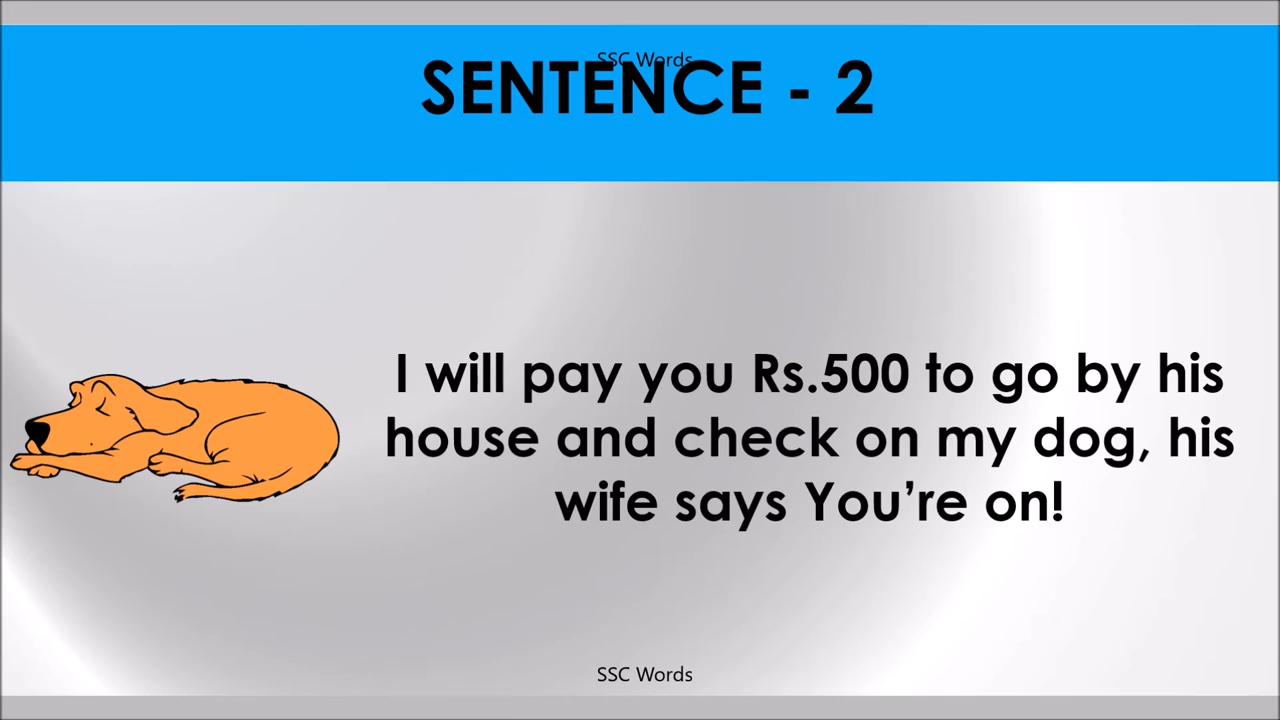 SSC Words
SENTENCE - 2
I will pay you Rs.500 to go by his
house and check on my dog, his
wife says You’re on!
SSC Words